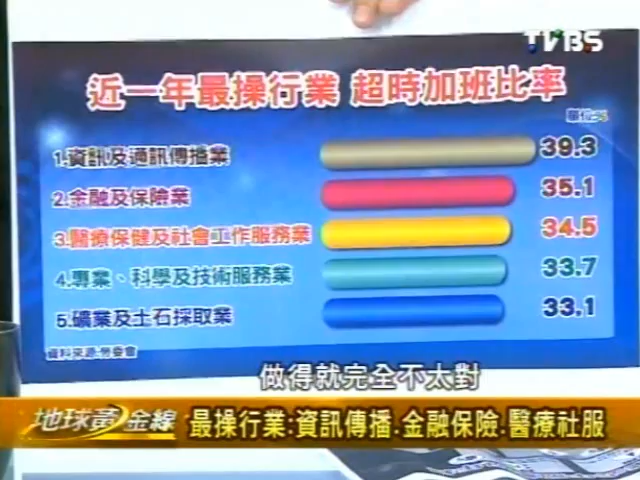 TVBS
近一年最操行業 超時加班比率
單位:%
1.資訊及通訊傳播業 39.3
2.金融及保險業 35.1
3.醫療保健及社會工作服務業 34.5
4.專業、科學及技術服務業 33.7
5.礦業及土石採取業 33.1
資料來源:勞委會
做得就完全不太對
地球黃金線 最操行業:資訊傳播.金融保險.醫療社服